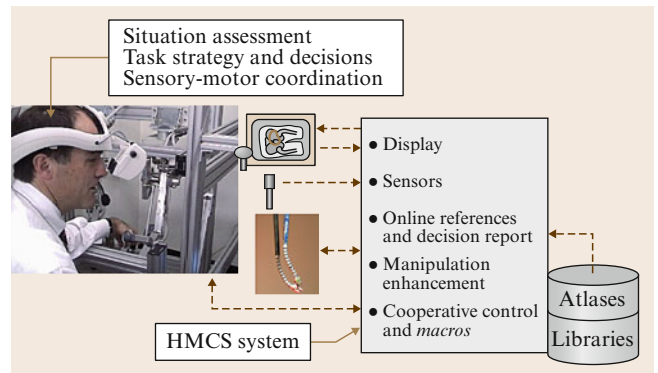 Situation assessment
Task strategy and decisions
Sensory-motor coordination
• Display
• Sensors
• Online references
and decision report
• Manipulation
enhancement
• Cooperative control
and macros
HMCS system
Atlases
Libraries